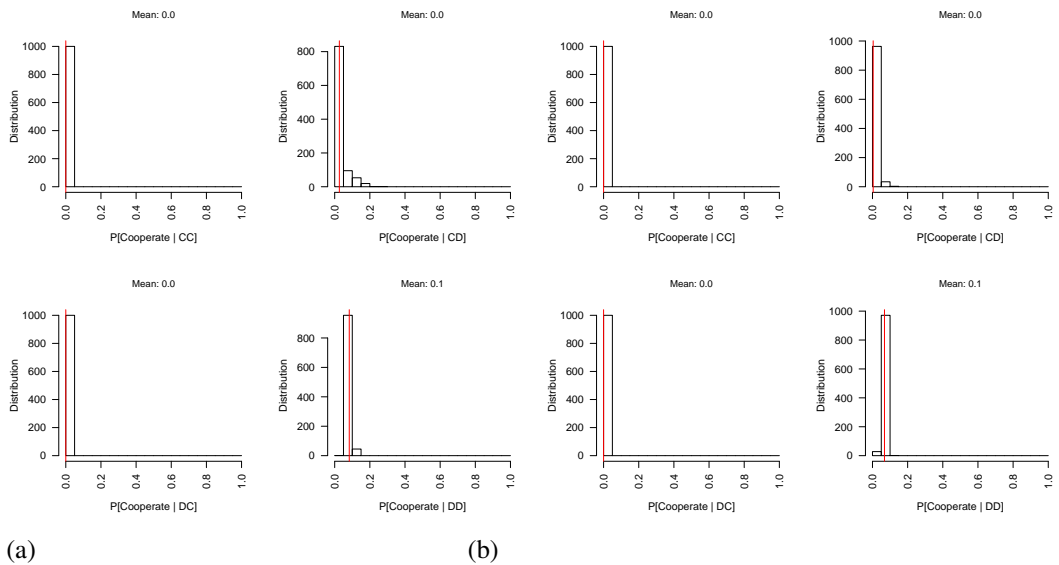 Mean: 0.0
Mean: 0.0
Mean: 0.0
Mean: 0.0
Distribution
1000
800
600
400
200
0
0.0 0.2 0.4 0.6 0.8 1.0
P[Cooperate | CC]
Distribution
800
600
400
200
0
0.0 0.2 0.4 0.6 0.8 1.0
P[Cooperate | CD]
Distribution
1000
800
600
400
200
0
0.0 0.2 0.4 0.6 0.8 1.0
P[Cooperate | CC]
Distribution
1000
800
600
400
200
0
0.0 0.2 0.4 0.6 0.8 1.0
P[Cooperate | CD]
Mean: 0.0
Mean: 0.1
Mean: 0.0
Mean: 0.1
Distribution
1000
800
600
400
200
0
0.0 0.2 0.4 0.6 0.8 1.0
P[Cooperate | DC]
Distribution
800
600
400
200
0
0.0 0.2 0.4 0.6 0.8 1.0
P[Cooperate | DD]
Distribution
1000
800
600
400
200
0
0.0 0.2 0.4 0.6 0.8 1.0
P[Cooperate | DC]
Distribution
1000
800
600
400
200
0
0.0 0.2 0.4 0.6 0.8 1.0
P[Cooperate | DD]
(a)
(b)